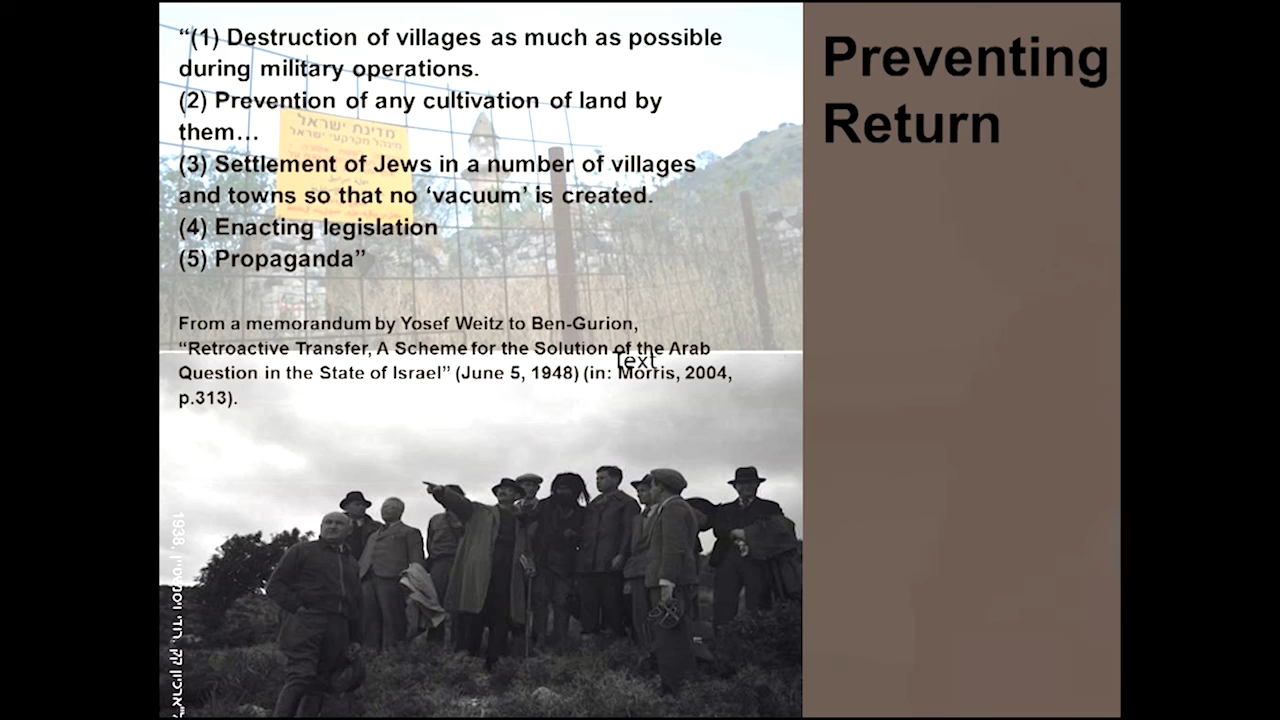 “(1) Destruction of villages as much as possible
during military operations.
(2) Prevention of any cultivation of land by
them…
(3) Settlement of Jews in a number of villages
and towns so that no ‘vacuum’ is created.
(4) Enacting legislation
(5) Propaganda”
From a memorandum by Yosef Weitz to Ben-Gurion,
“Retroactive Transfer, A Scheme for the Solution of the Arab
Question in the State of Israel” (June 5, 1948) (in: Morris, 2004,
p.313).
Text
Preventing
Return
מדינת ישראל
מינהל מקרקעי ישראל
1938